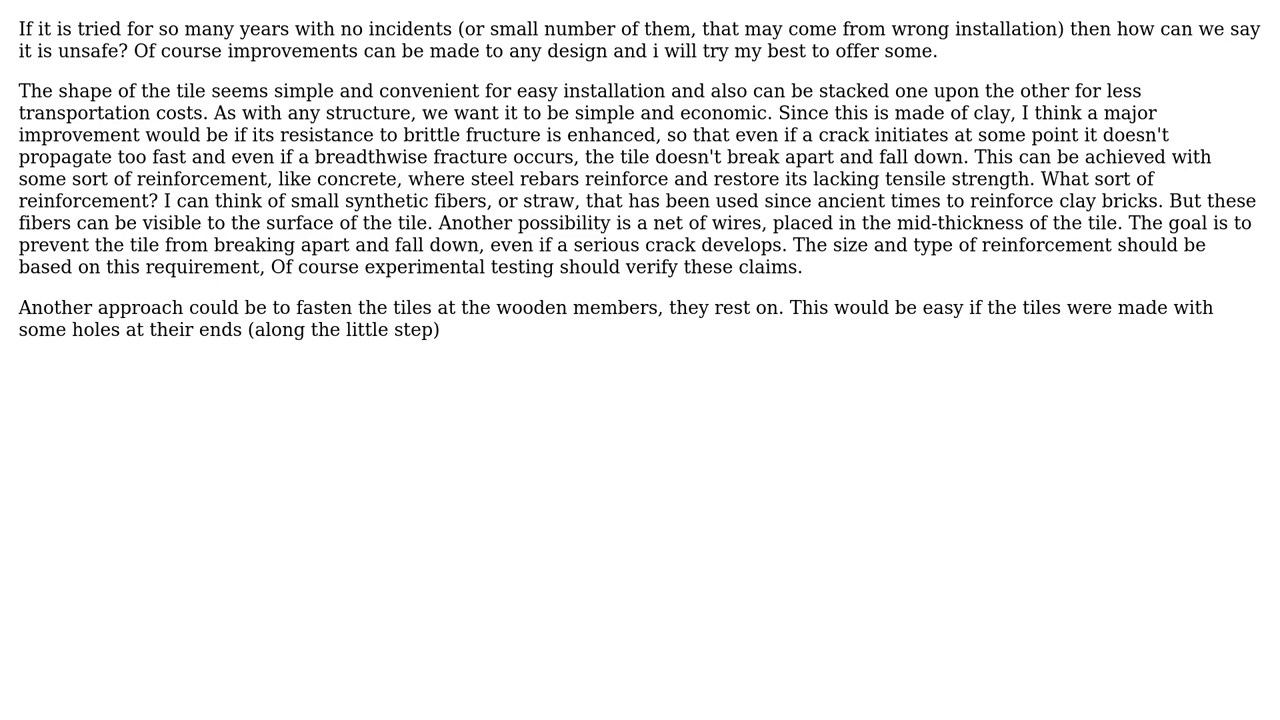 If it is tried for so many years with no incidents (or small number of them, that may come from wrong installation) then how can we say
it is unsafe? Of course improvements can be made to any design and i will try my best to offer some.
The shape of the tile seems simple and convenient for easy installation and also can be stacked one upon the other for less
transportation costs. As with any structure, we want it to be simple and economic. Since this is made of clay, I think a major
improvement would be if its resistance to brittle fructure is enhanced, so that even if a crack initiates at some point it doesn't
propagate too fast and even if a breadthwise fracture occurs, the tile doesn't break apart and fall down. This can be achieved with
some sort of reinforcement, like concrete, where steel rebars reinforce and restore its lacking tensile strength. What sort of
reinforcement? I can think of small synthetic fibers, or straw, that has been used since ancient times to reinforce clay bricks. But these
fibers can be visible to the surface of the tile. Another possibility is a net of wires, placed in the mid-thickness of the tile. The goal is to
prevent the tile from breaking apart and fall down, even if a serious crack develops. The size and type of reinforcement should be
based on this requirement, Of course experimental testing should verify these claims.
Another approach could be to fasten the tiles at the wooden members, they rest on. This would be easy if the tiles were made with
some holes at their ends (along the little step)